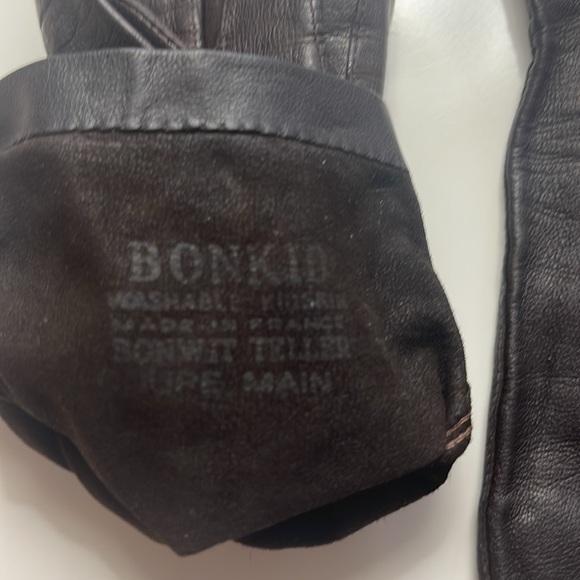 BONKID
WASHABLE KIDSKIN
MADE IN FRANCE
BONWIT TELLER
MAIN